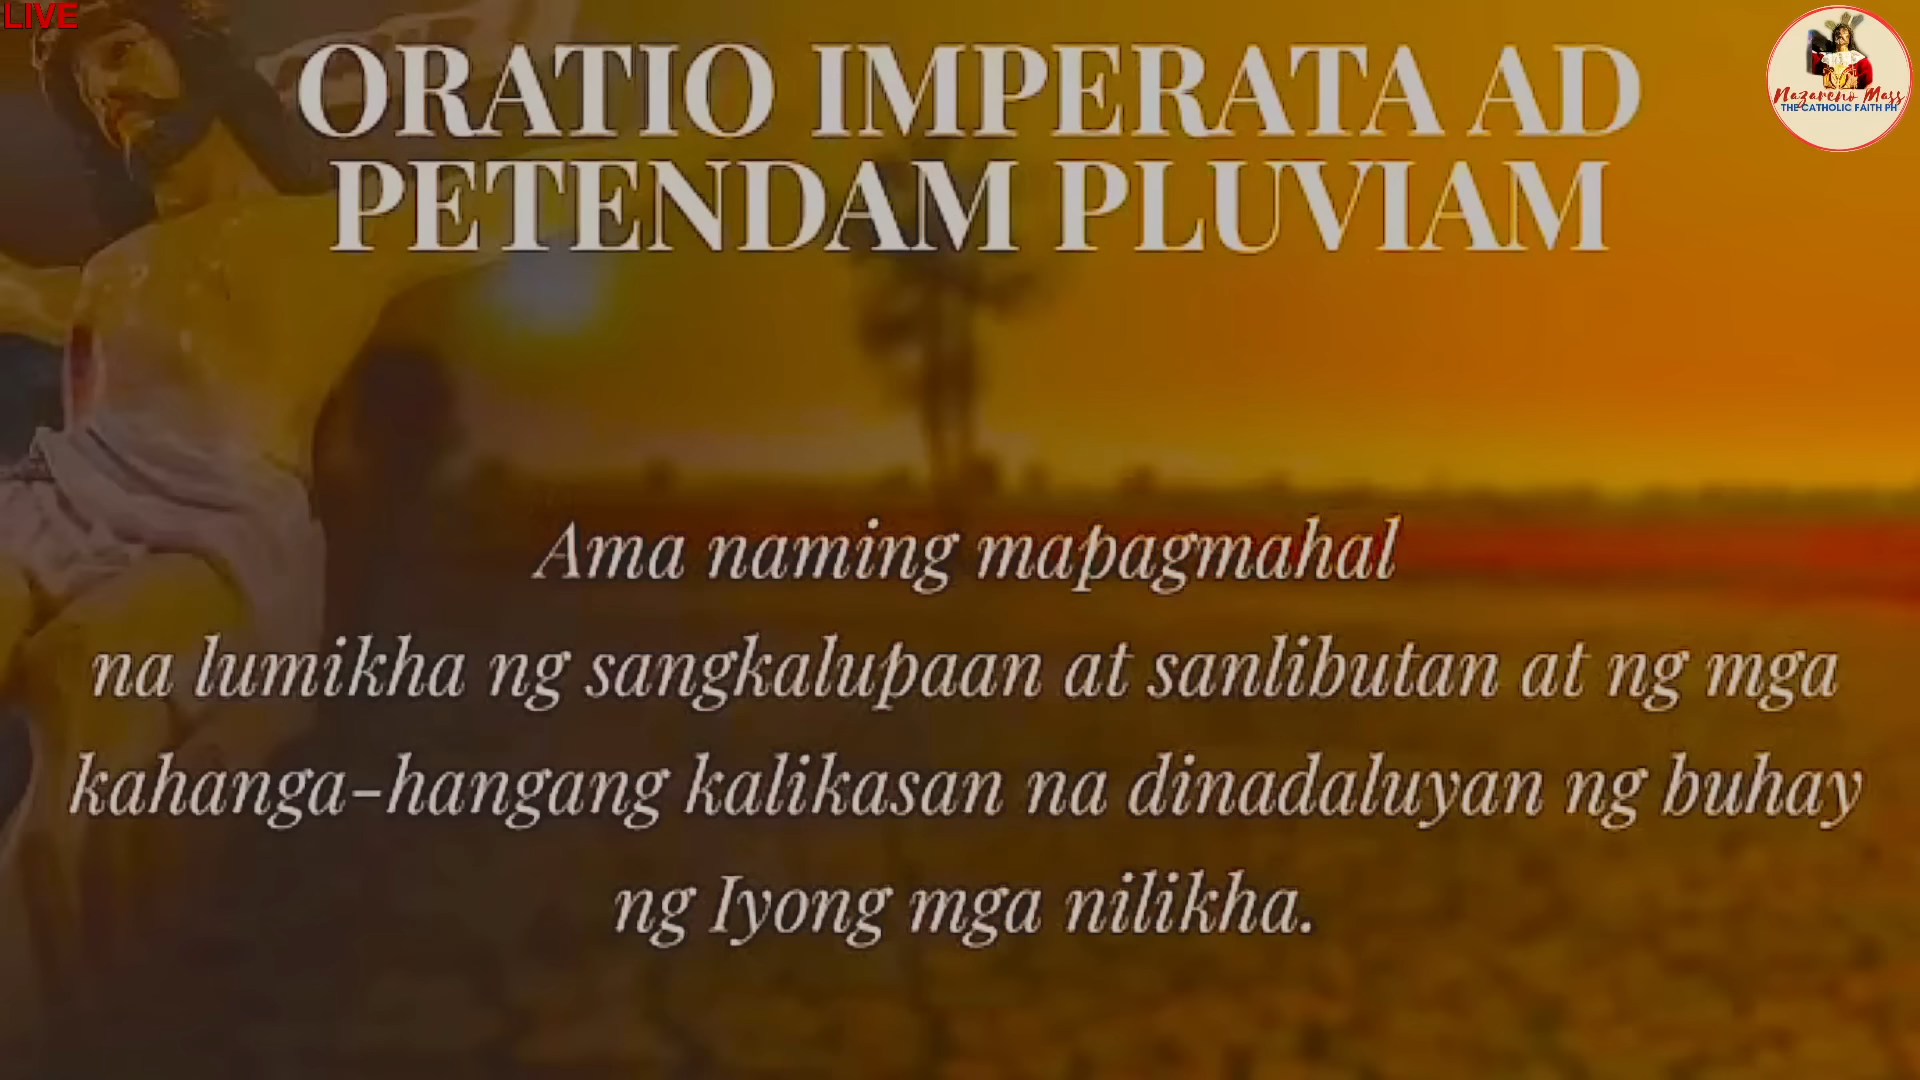 LIVE
ORATIO IMPERATA AD
PETENDAM PLUVIAM
Nazareno Mass
THE CATHOLIC FAITH PH
Ama naming mapagmahal
na lumikha ng sangkalupaan at sanlibutan at ng mga
kahanga-hangang kalikasan na dinadaluyan ng buhay
ng Iyong mga nilikha.